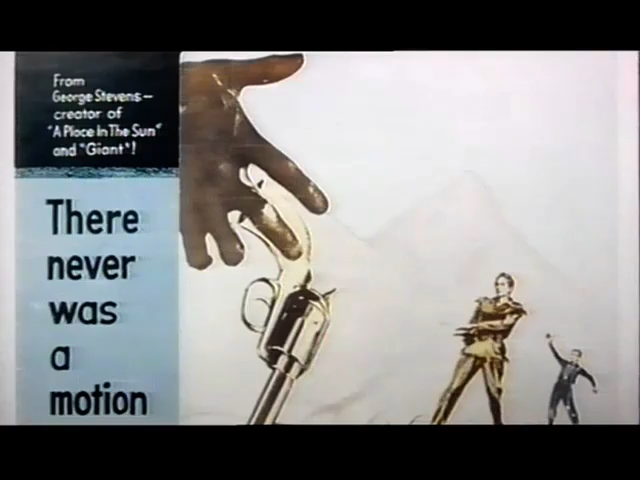 From
George Stevens—
creator of
"A Place In The Sun"
and "Giant"!
There
never
was
a
motion